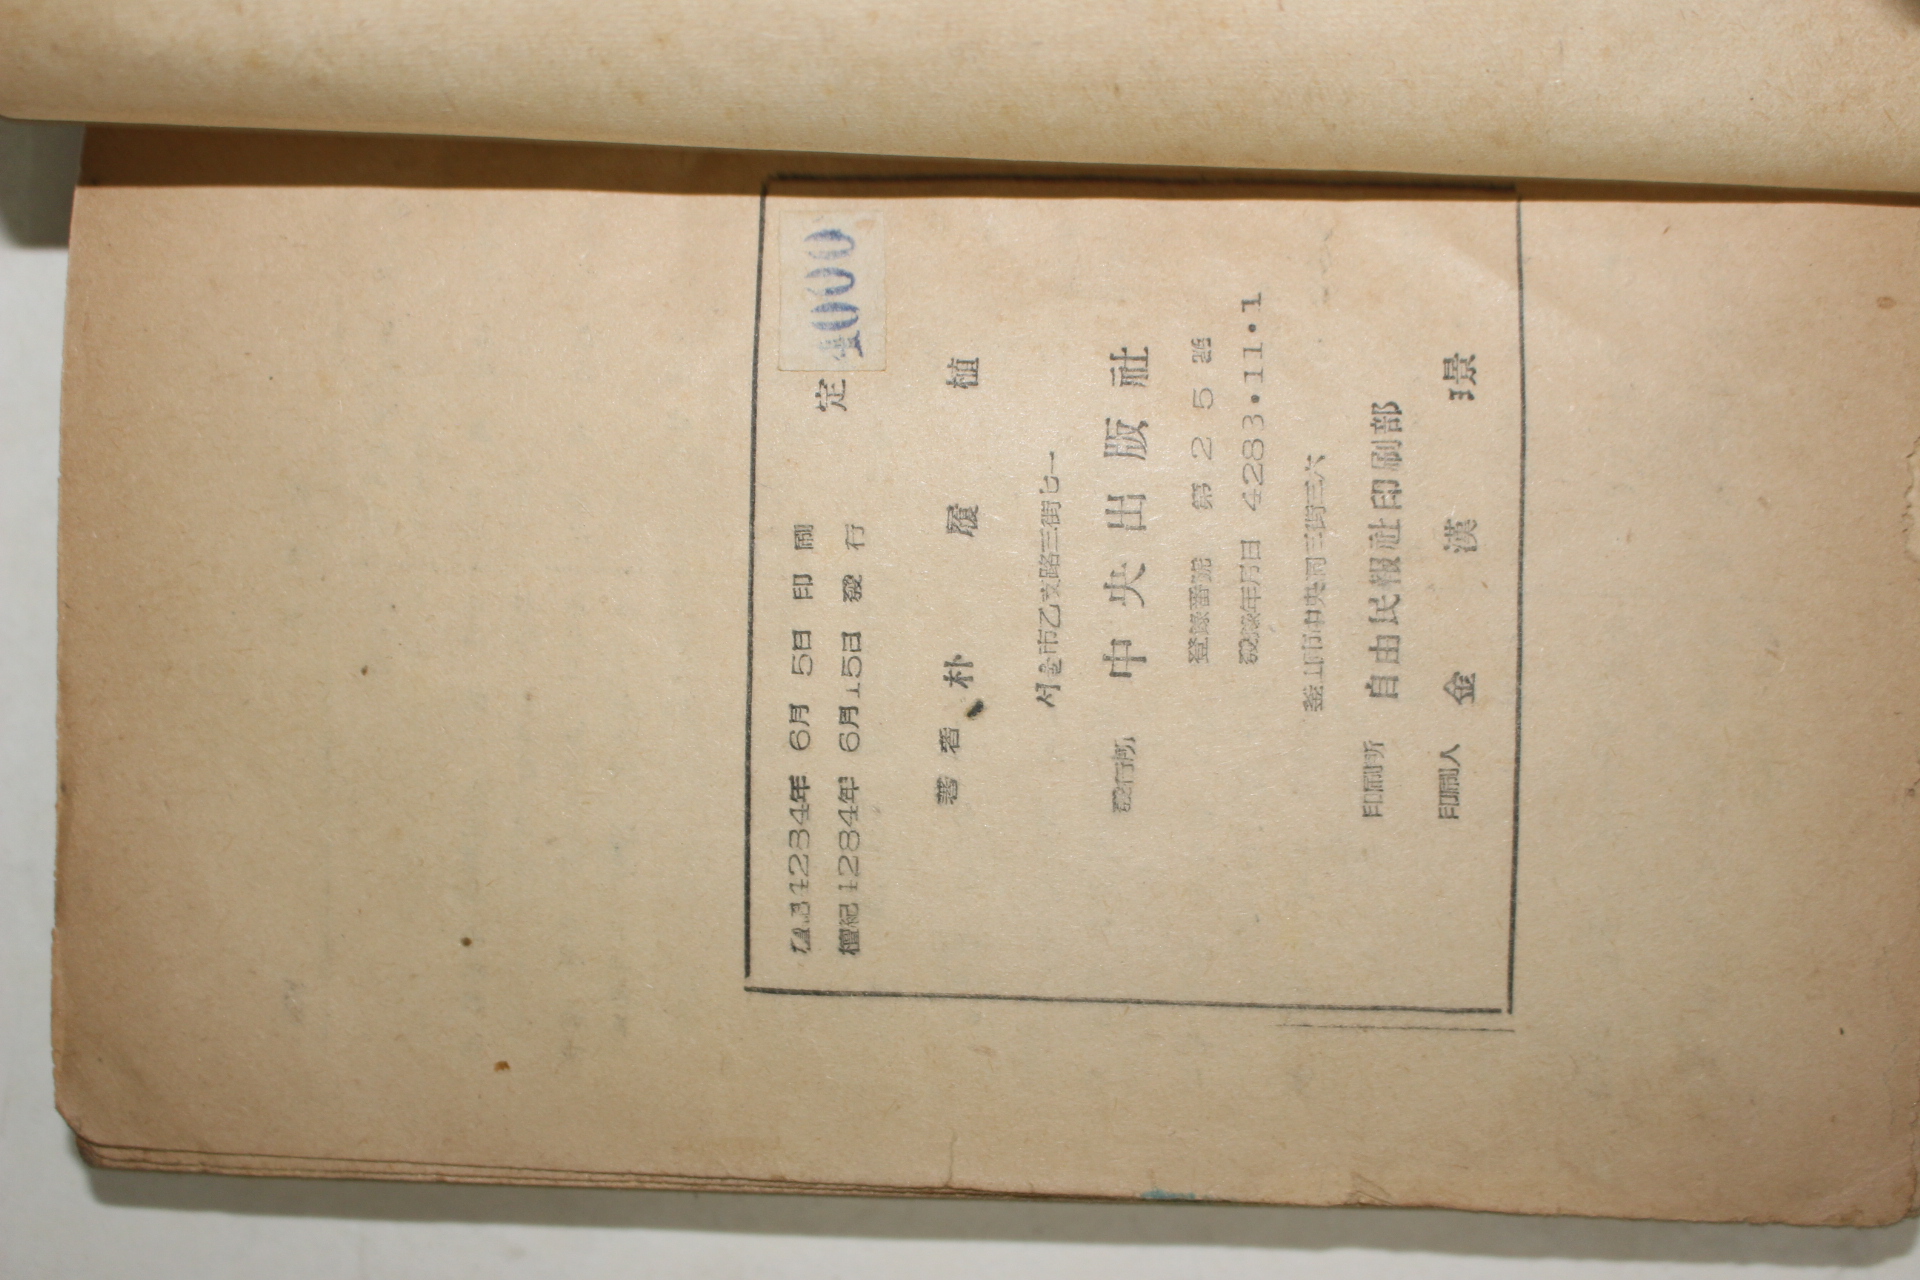 4234年 6月 5日 印刷
檀紀 4284年 6月 15日 發行
定 4000
著者 朴 履 植
서울市乙支路三街七一
發行所 中央出版社
登錄番號 第 2 5 號
登錄年月日 4283•11•1
釜山市中央洞三街三六
印刷所 自由民報社印刷部
印刷人 金 漢 璟